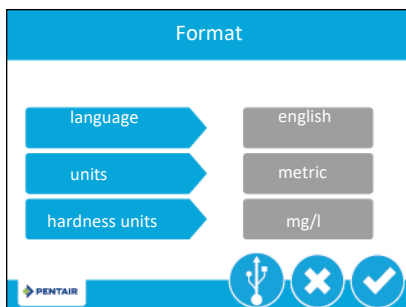 Format
language
english
units
metric
hardness units
mg/l
PENTAIR